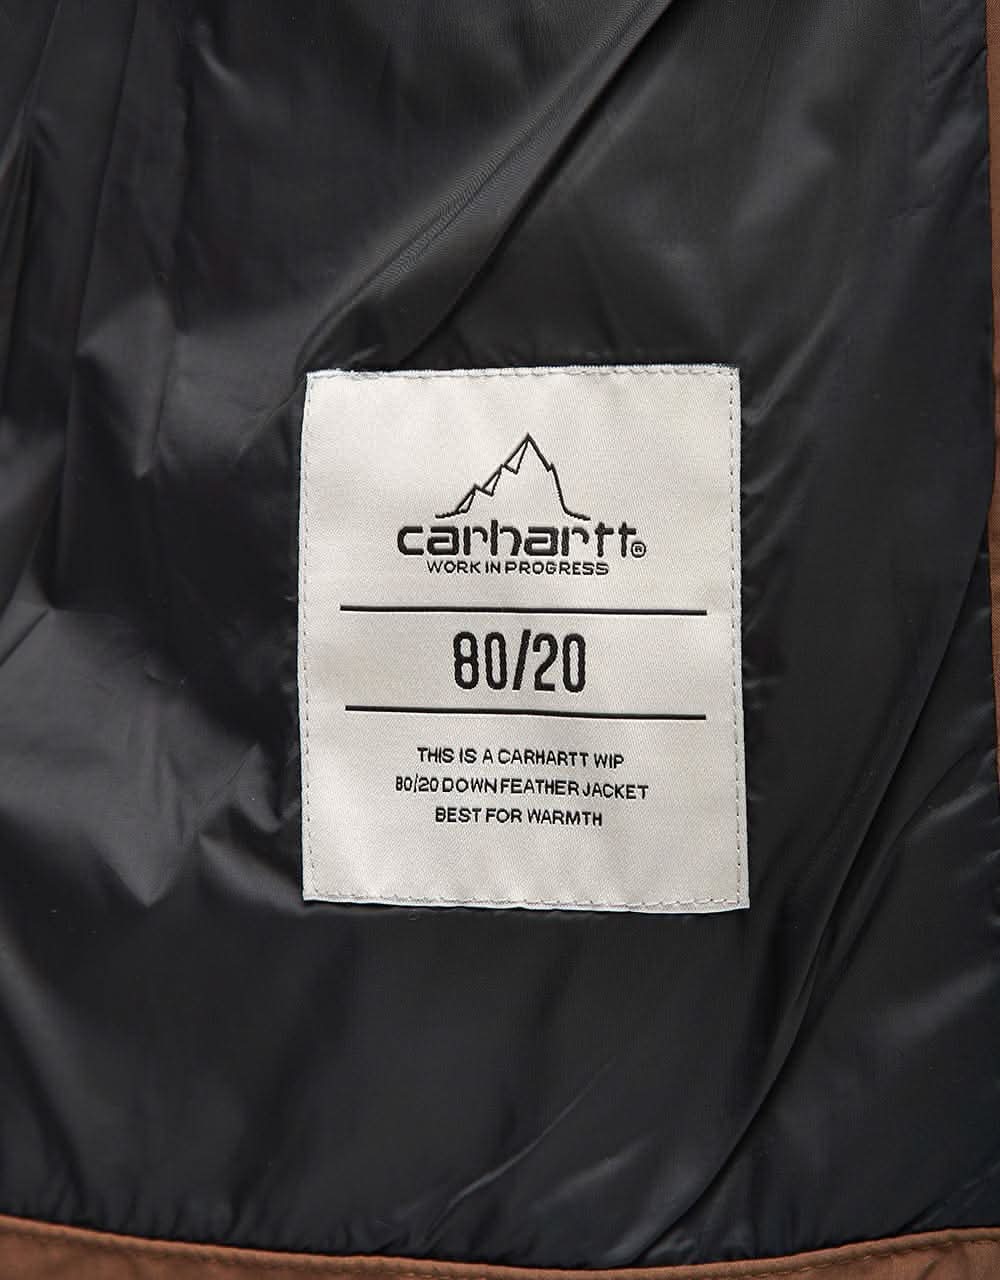 carhartt®
WORK IN PROGRESS
80/20
THIS IS A CARHARTT WIP
80/20 DOWN FEATHER JACKET
BEST FOR WARMTH